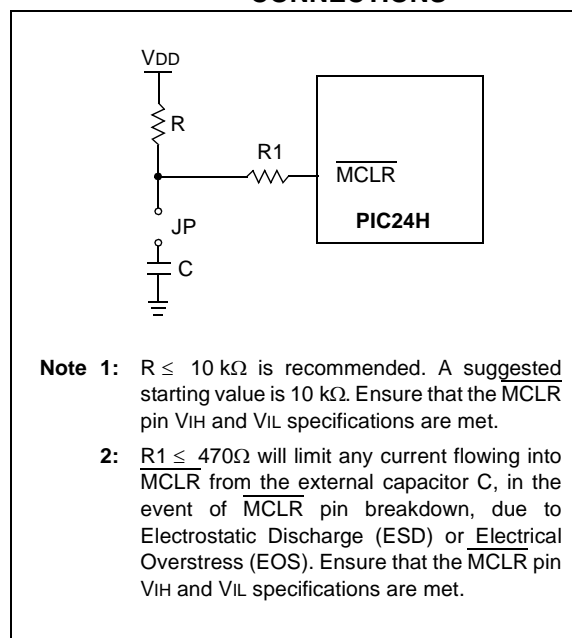 CONNECTIONS
VDD
R
R1
MCLR
JP
PIC24H
C
Note 1: R ≤ 10 kΩ is recommended. A suggested
starting value is 10 kΩ. Ensure that the MCLR
pin VIH and VIL specifications are met.
2: R1 ≤ 470Ω will limit any current flowing into
MCLR from the external capacitor C, in the
event of MCLR pin breakdown, due to
Electrostatic Discharge (ESD) or Electrical
Overstress (EOS). Ensure that the MCLR pin
VIH and VIL specifications are met.